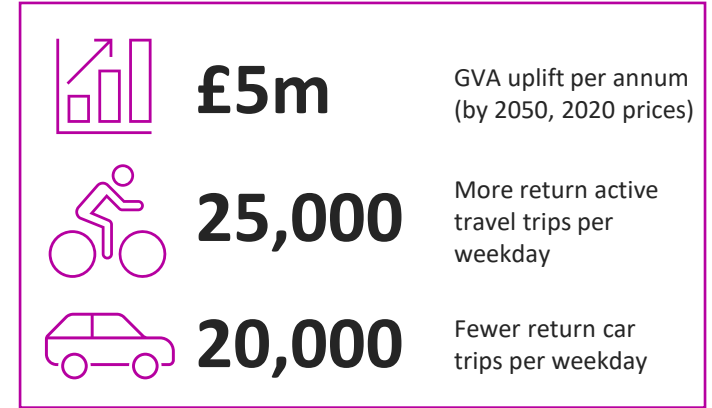 £5m
GVA uplift per annum
(by 2050, 2020 prices)
25,000
More return active
travel trips per
weekday
20,000
Fewer return car
trips per weekday